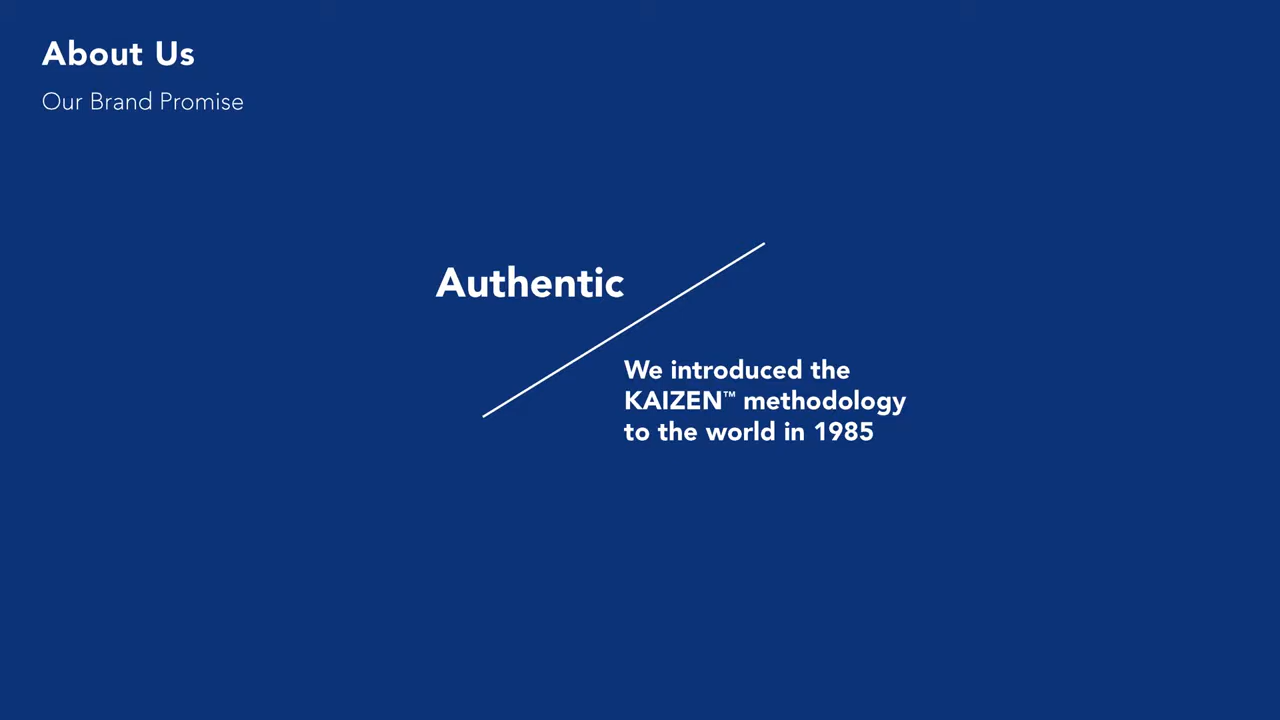 About Us
Our Brand Promise
Authentic
We introduced the
KAIZEN™ methodology
to the world in 1985